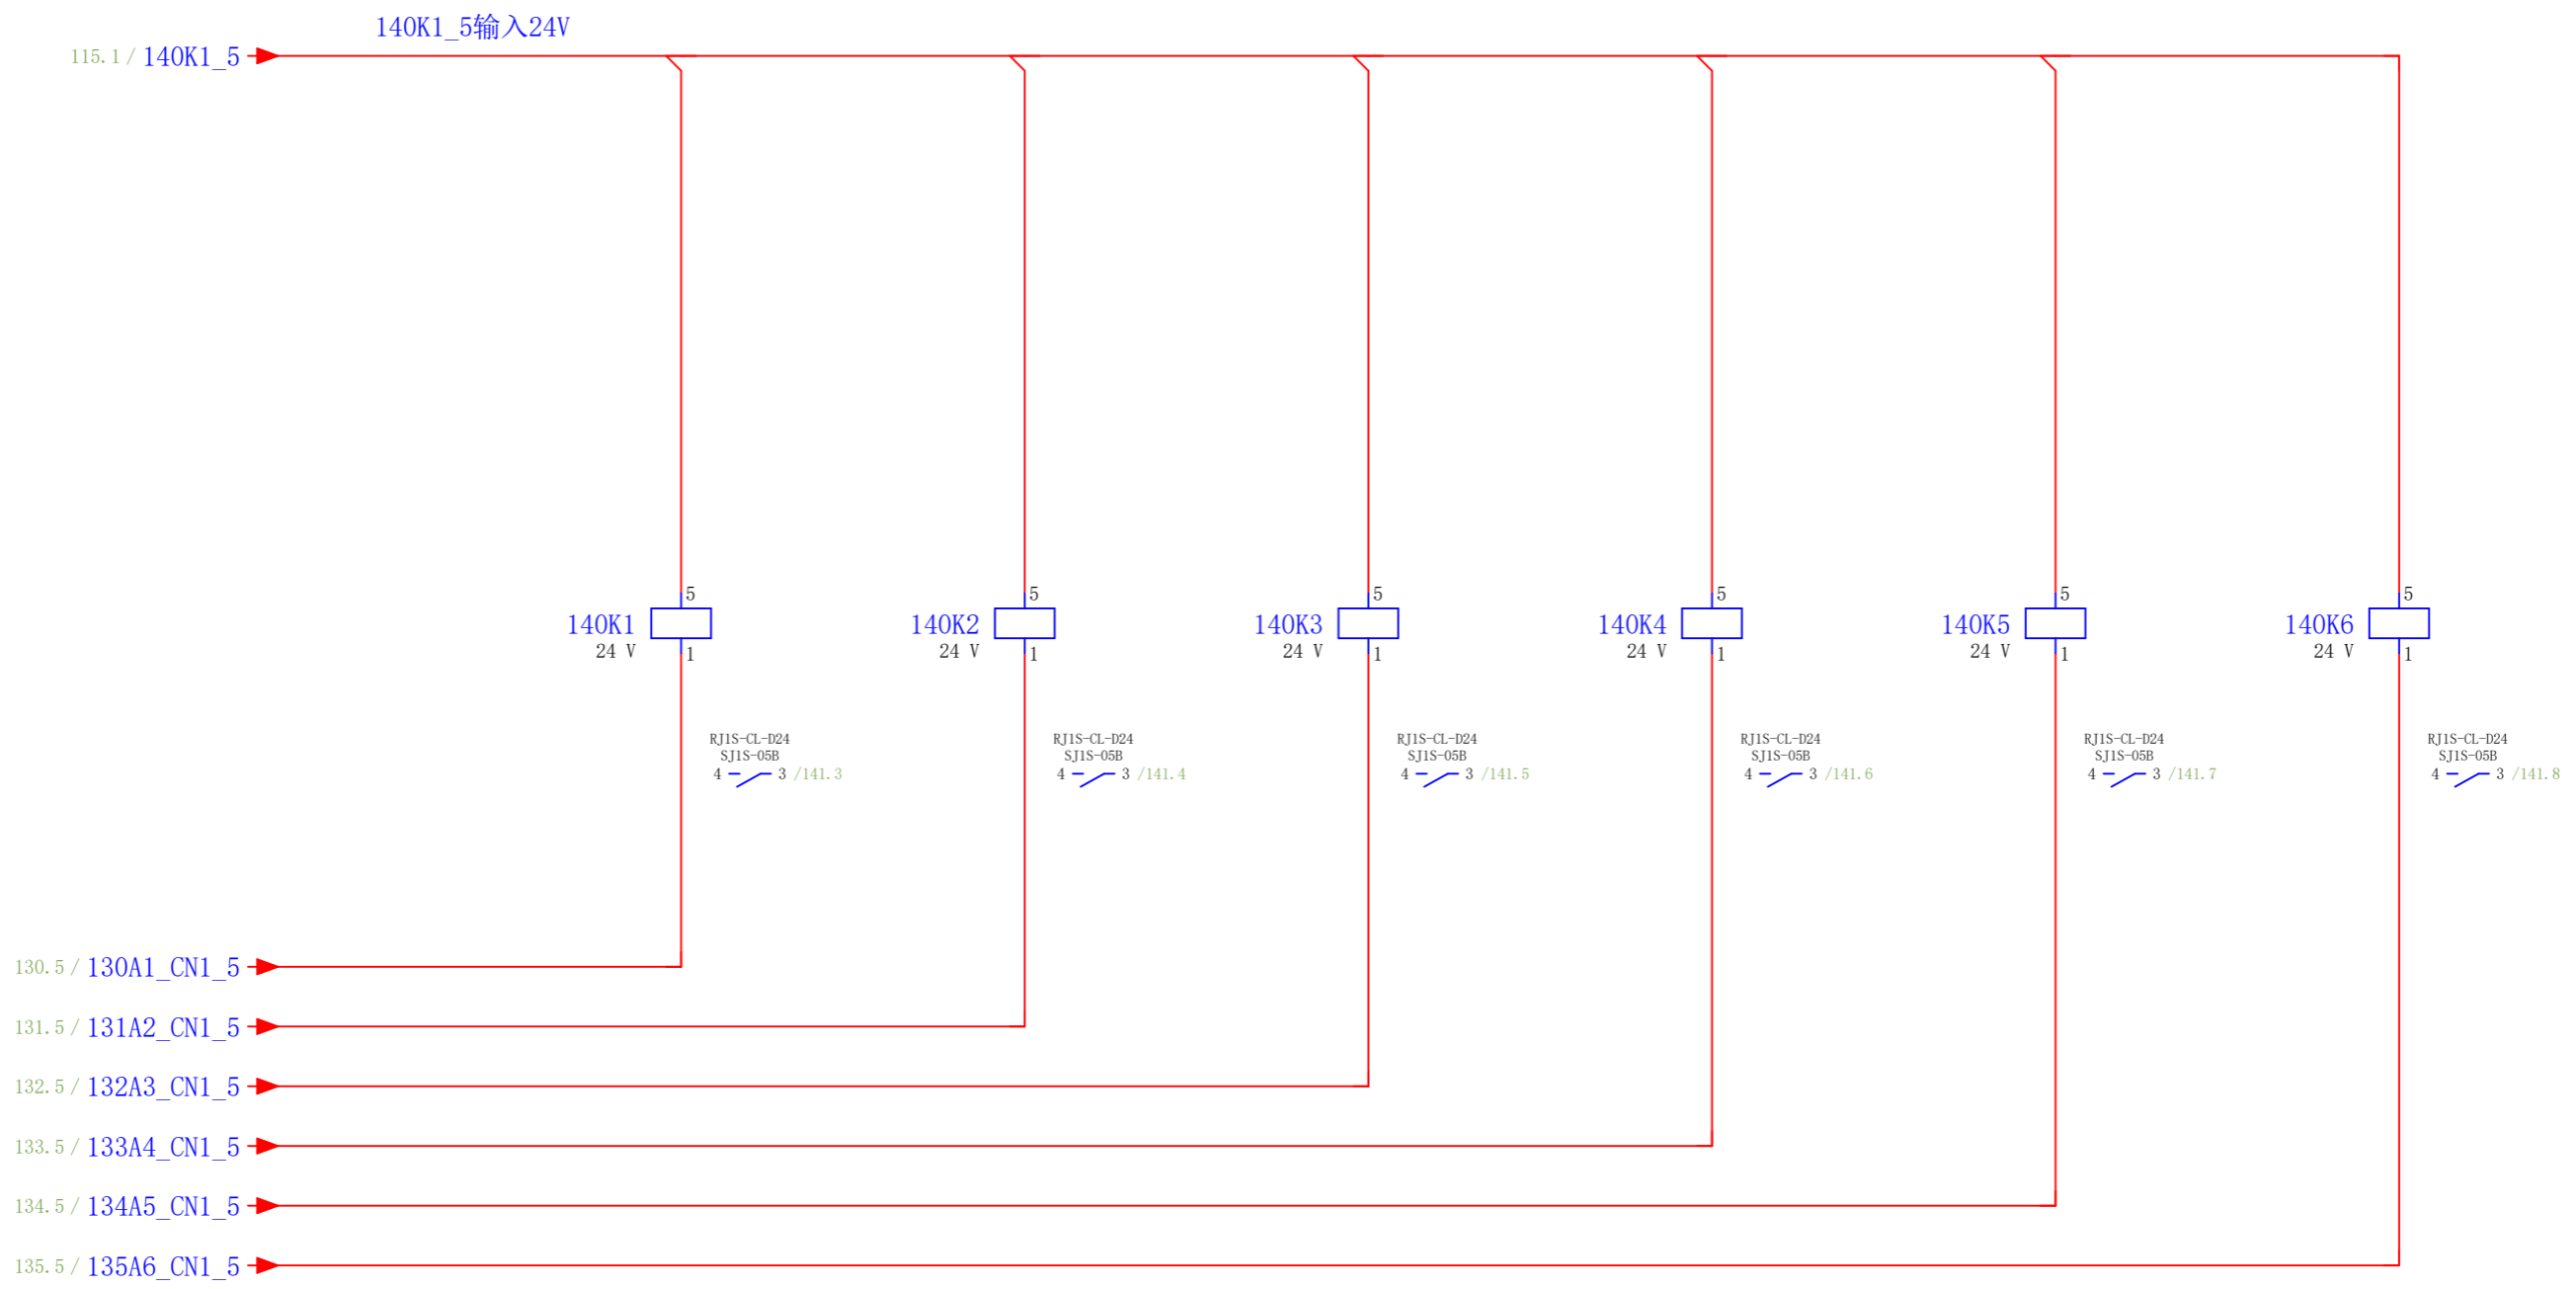 140K1_5输入24V
115.1 / 140K1_5
5 5 5 5 5 5
140K1 140K2 140K3 140K4 140K5 140K6
24 V 24 V 24 V 24 V 24 V 24 V
1 1 1 1 1 1
RJ1S-CL-D24 RJ1S-CL-D24 RJ1S-CL-D24 RJ1S-CL-D24 RJ1S-CL-D24 RJ1S-CL-D24
SJ1S-05B SJ1S-05B SJ1S-05B SJ1S-05B SJ1S-05B SJ1S-05B
4 3 /141.3 4 3 /141.4 4 3 /141.5 4 3 /141.6 4 3 /141.7 4 3 /141.8
130.5 / 130A1_CN1_5
131.5 / 131A2_CN1_5
132.5 / 132A3_CN1_5
133.5 / 133A4_CN1_5
134.5 / 134A5_CN1_5
135.5 / 135A6_CN1_5